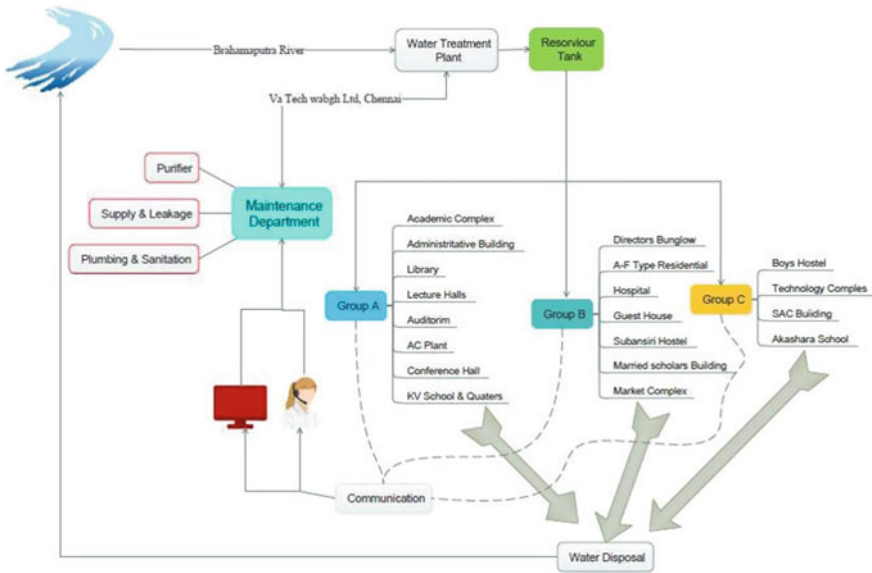 Brahamaputra River
Water Treatment
Plant
Resorviour
Tank
Va Tech wabgh Ltd, Chennai
Purifier
Supply & Leakage
Plumbing & Sanitation
Maintenance
Department
Group A
Academic Complex
Administritative Building
Library
Lecture Halls
Auditorim
AC Plant
Conference Hall
KV School & Quaters
Group B
Directors Bunglow
A-F Type Residential
Hospital
Guest House
Subansiri Hostel
Married scholars Building
Market Complex
Group C
Boys Hostel
Technology Comples
SAC Building
Akashara School
Communication
Water Disposal